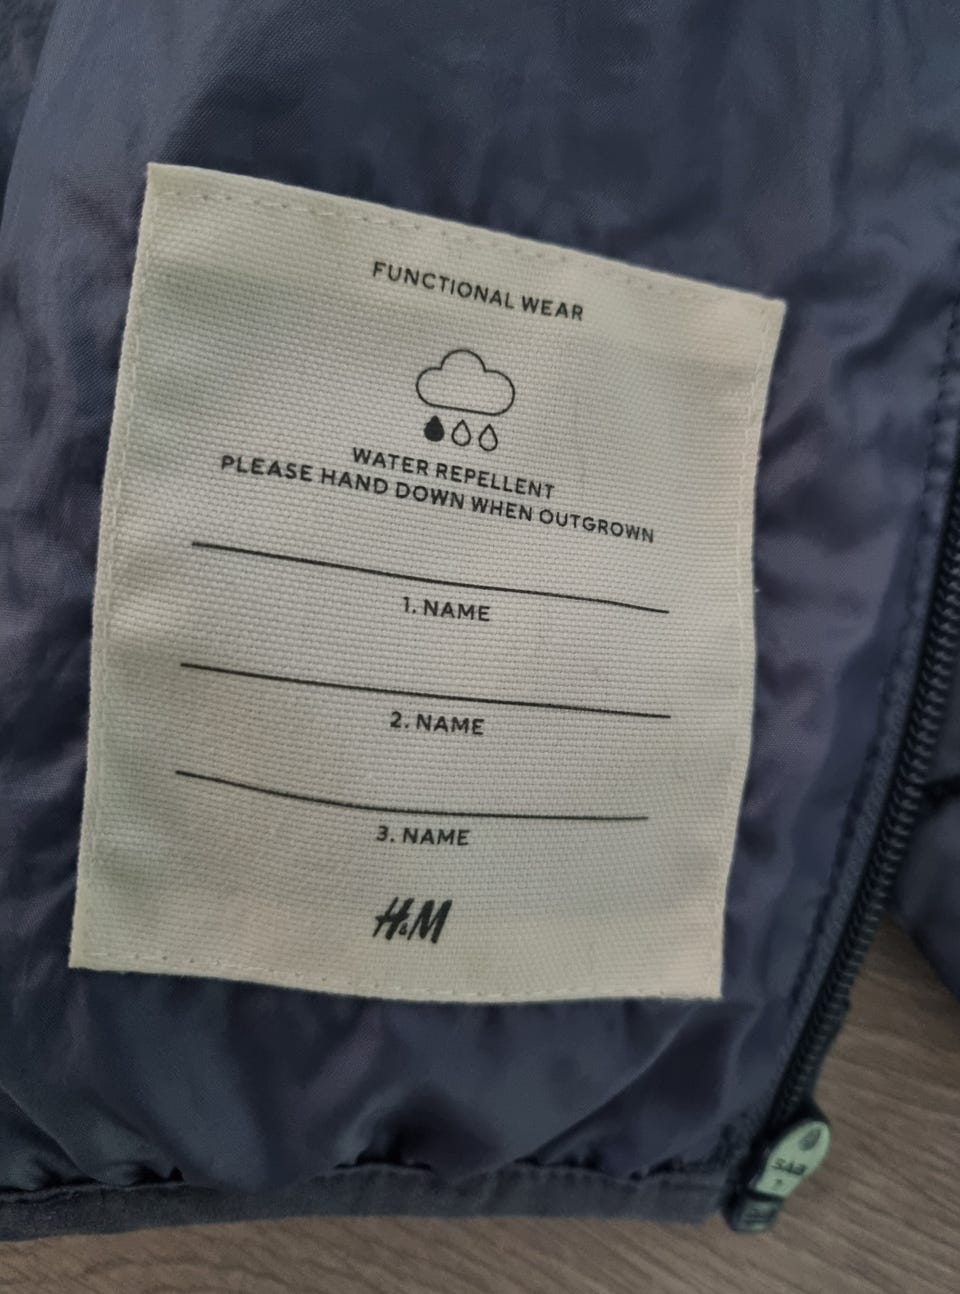 FUNCTIONAL WEAR
WATER REPELLENT
PLEASE HAND DOWN WHEN OUTGROWN
1. NAME
2. NAME
3. NAME
H&M